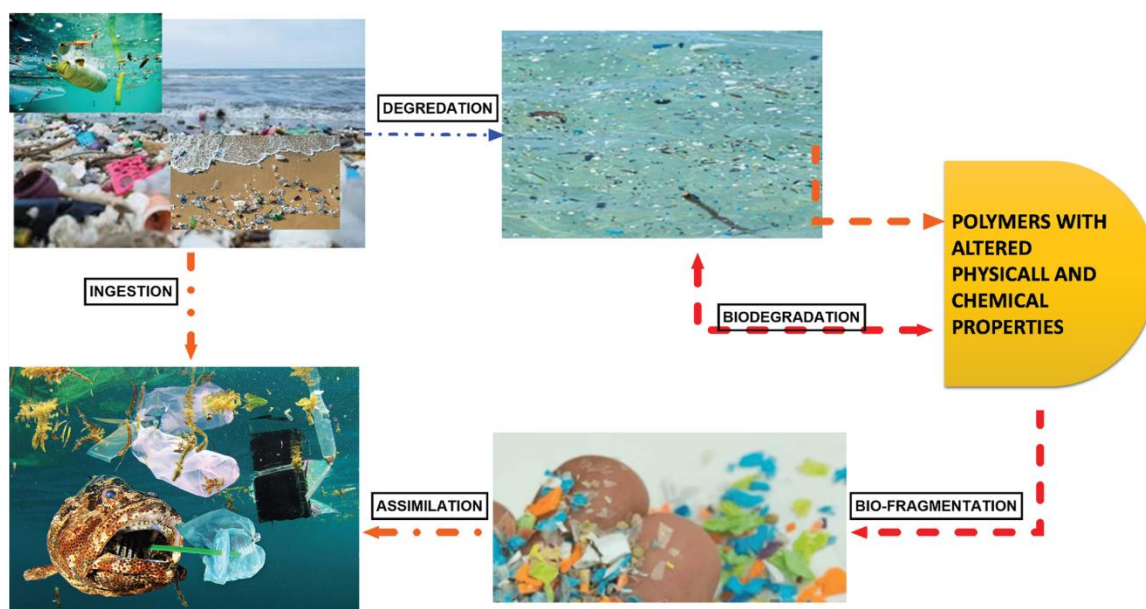 DEGREDATION
INGESTION
POLYMERS WITH
ALTERED
PHYSICALL AND
CHEMICAL
PROPERTIES
BIODEGRADATION
ASSIMILATION
BIO-FRAGMENTATION